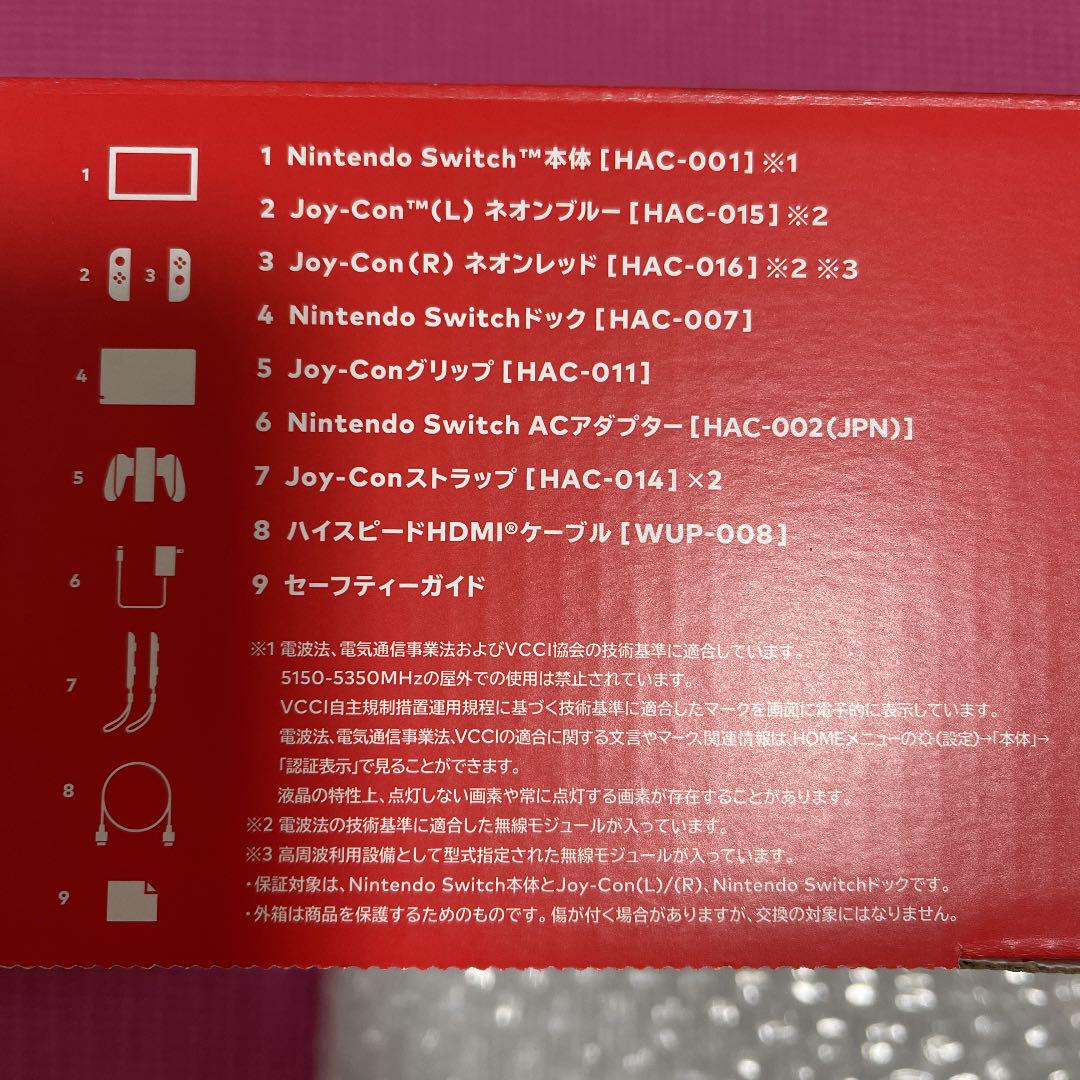 1 Nintendo Switch™本体 [HAC-001] ※1
2 Joy-Con™(L) ネオンブルー [HAC-015] ※2
3 Joy-Con(R) ネオンレッド [HAC-016] ※2 ※3
4 Nintendo Switchドック [HAC-007]
5 Joy-Conグリップ [HAC-011]
6 Nintendo Switch ACアダプター [HAC-002(JPN)]
7 Joy-Conストラップ [HAC-014] ×2
8 ハイスピードHDMI®ケーブル [WUP-008]
9 セーフティーガイド
1
2 3
4
5
6
7
8
9
※1 電波法、電気通信事業法およびVCCI協会の技術基準に適合しています。
5150-5350MHzの屋外での使用は禁止されています。
VCCI自主規制措置運用規程に基づく技術基準に適合したマークを画面に電子的に表示しています。
電波法、電気通信事業法、VCCIの適合に関する文言やマーク、関連情報は、HOMEメニューの(設定)→「本体」→
「認証表示」で見ることができます。
液晶の特性上、点灯しない画素や常に点灯する画素が存在することがあります。
※2 電波法の技術基準に適合した無線モジュールが入っています。
※3 高周波利用設備として型式指定された無線モジュールが入っています。
・保証対象は、Nintendo Switch本体とJoy-Con(L)/(R)、Nintendo Switchドックです。
・外箱は商品を保護するためのものです。傷が付く場合がありますが、交換の対象にはなりません。